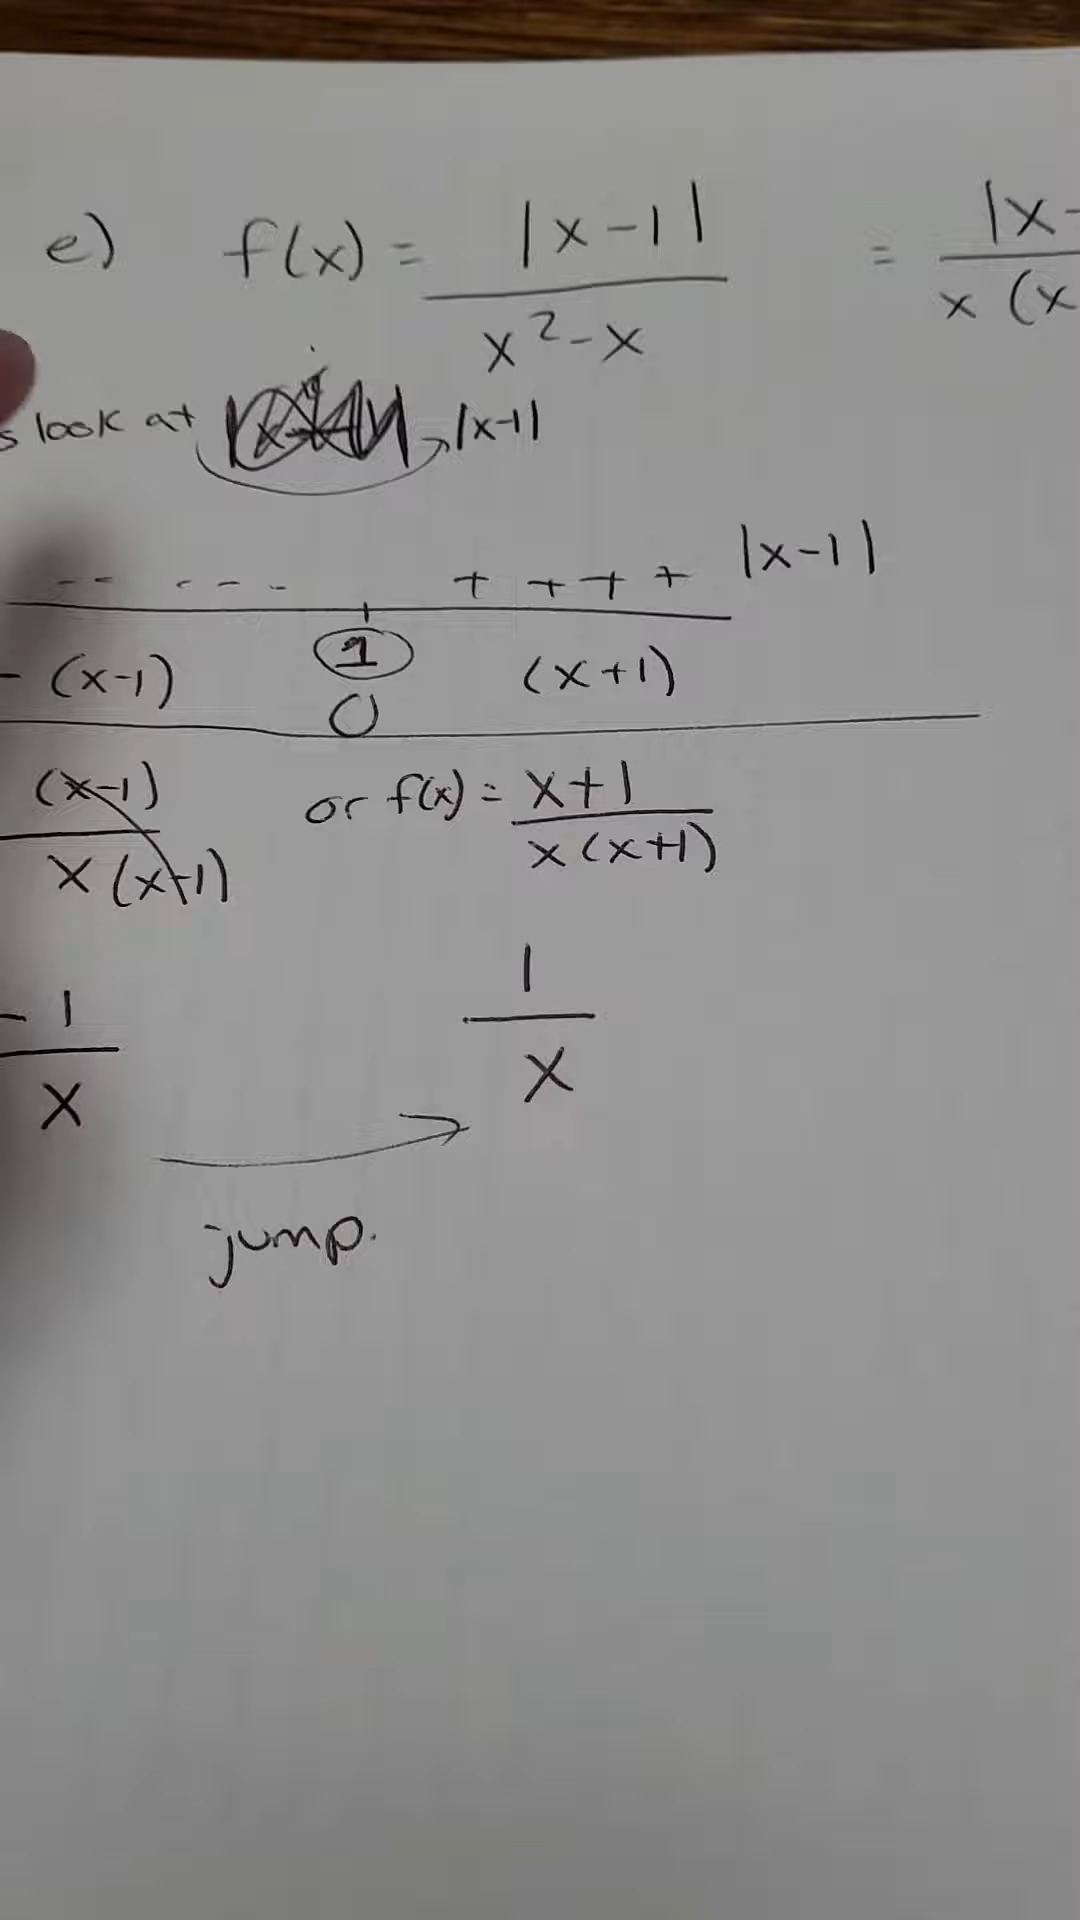 e) f(x) = |x-1| / x²-x = |x- / x (x
s look at |x-1|
-- --- + + + + |x-1|
1
- (x-1) 0 (x+1)
(x-1) / x(x-1) or f(x) = x+1 / x(x+1)
-1 / x 1 / x
jump.